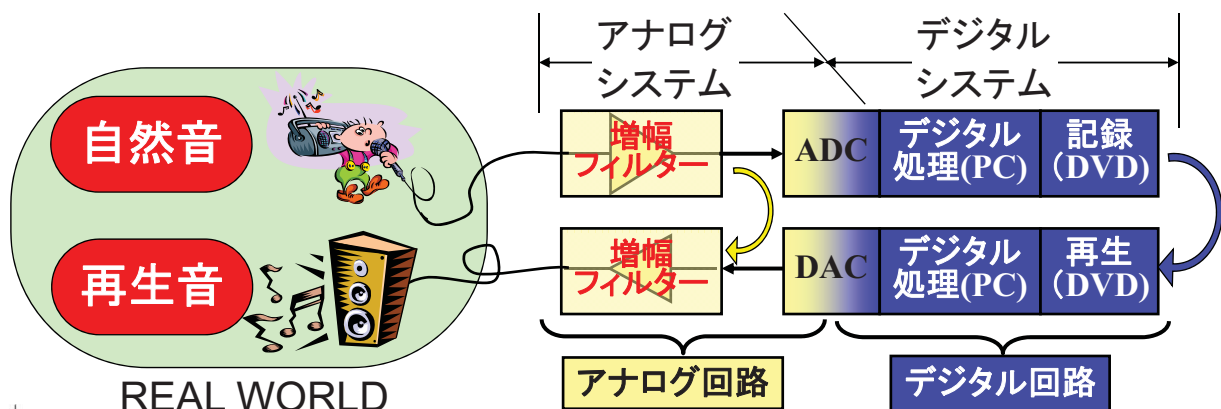 アナログ
システム
デジタル
システム
自然音
増幅
フィルター
ADC
デジタル
処理(PC)
記録
(DVD)
再生音
増幅
フィルター
DAC
デジタル
処理(PC)
再生
(DVD)
アナログ回路
デジタル回路
REAL WORLD